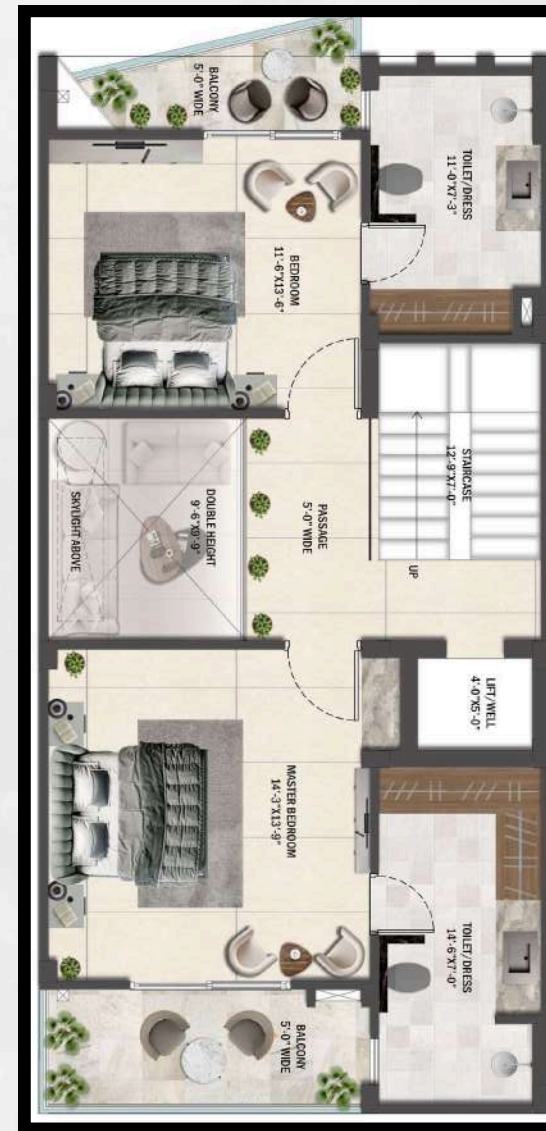 BALCONY
5'-0" WIDE
TOILET/DRESS
11'-0"X7'-3"
BEDROOM
11'-6"X13'-6"
STAIRCASE
12'-9"X7'-0"
UP
PASSAGE
5'-0" WIDE
DOUBLE HEIGHT
9'-6"X9'-9"
SKYLIGHT ABOVE
LIFT/WELL
4'-0"X5'-0"
MASTER BEDROOM
14'-3"X13'-9"
TOILET/DRESS
14'-6"X7'-0"
BALCONY
5'-0" WIDE